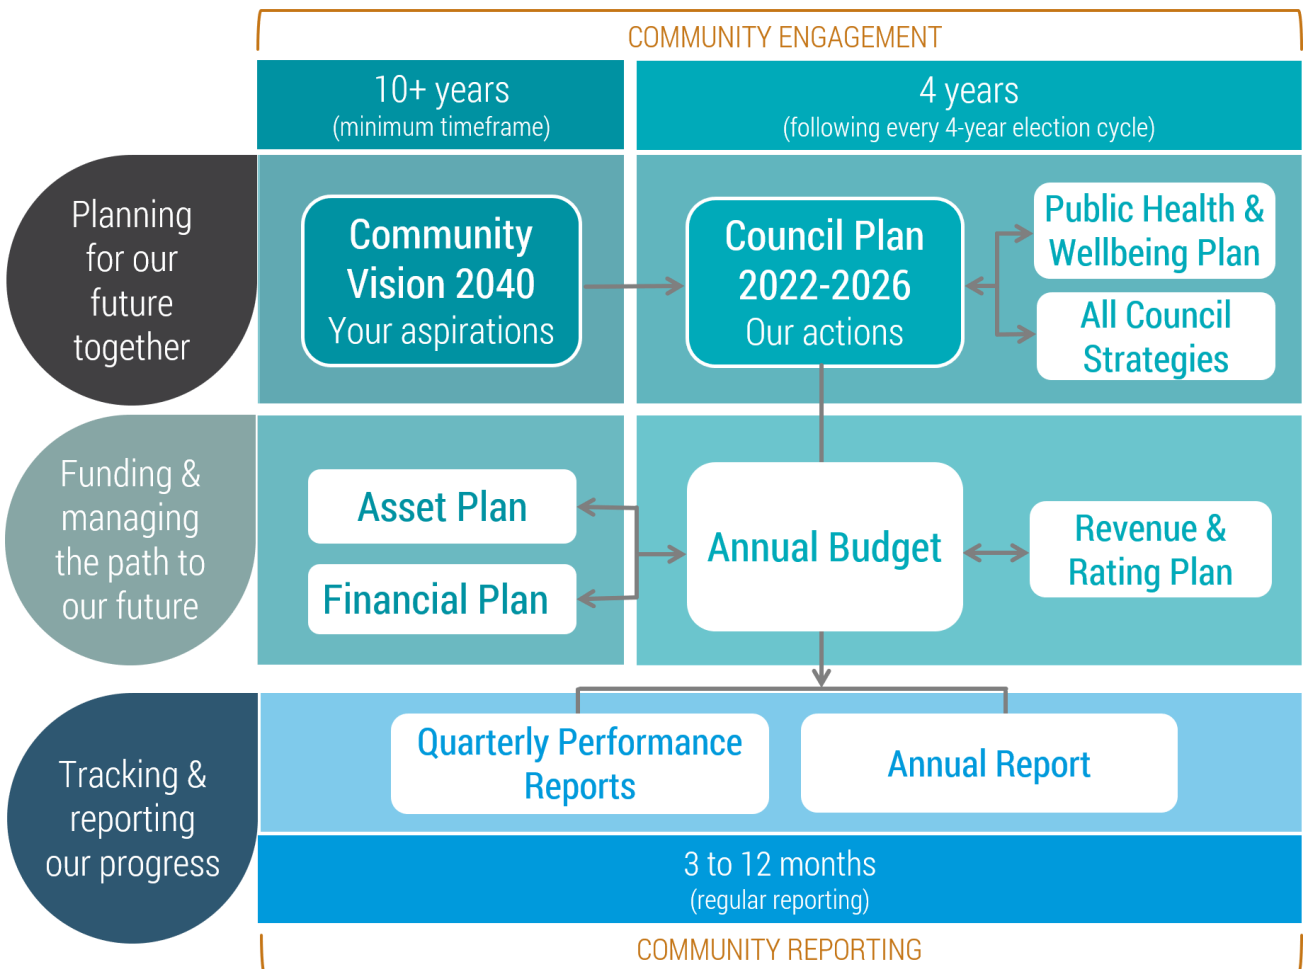 COMMUNITY ENGAGEMENT
10+ years
(minimum timeframe)
4 years
(following every 4-year election cycle)
Planning
for our
future
together
Community
Vision 2040
Your aspirations
Council Plan
2022-2026
Our actions
Public Health &
Wellbeing Plan
All Council
Strategies
Funding &
managing
the path to
our future
Asset Plan
Financial Plan
Annual Budget
Revenue &
Rating Plan
Tracking &
reporting
our progress
Quarterly Performance
Reports
Annual Report
3 to 12 months
(regular reporting)
COMMUNITY REPORTING